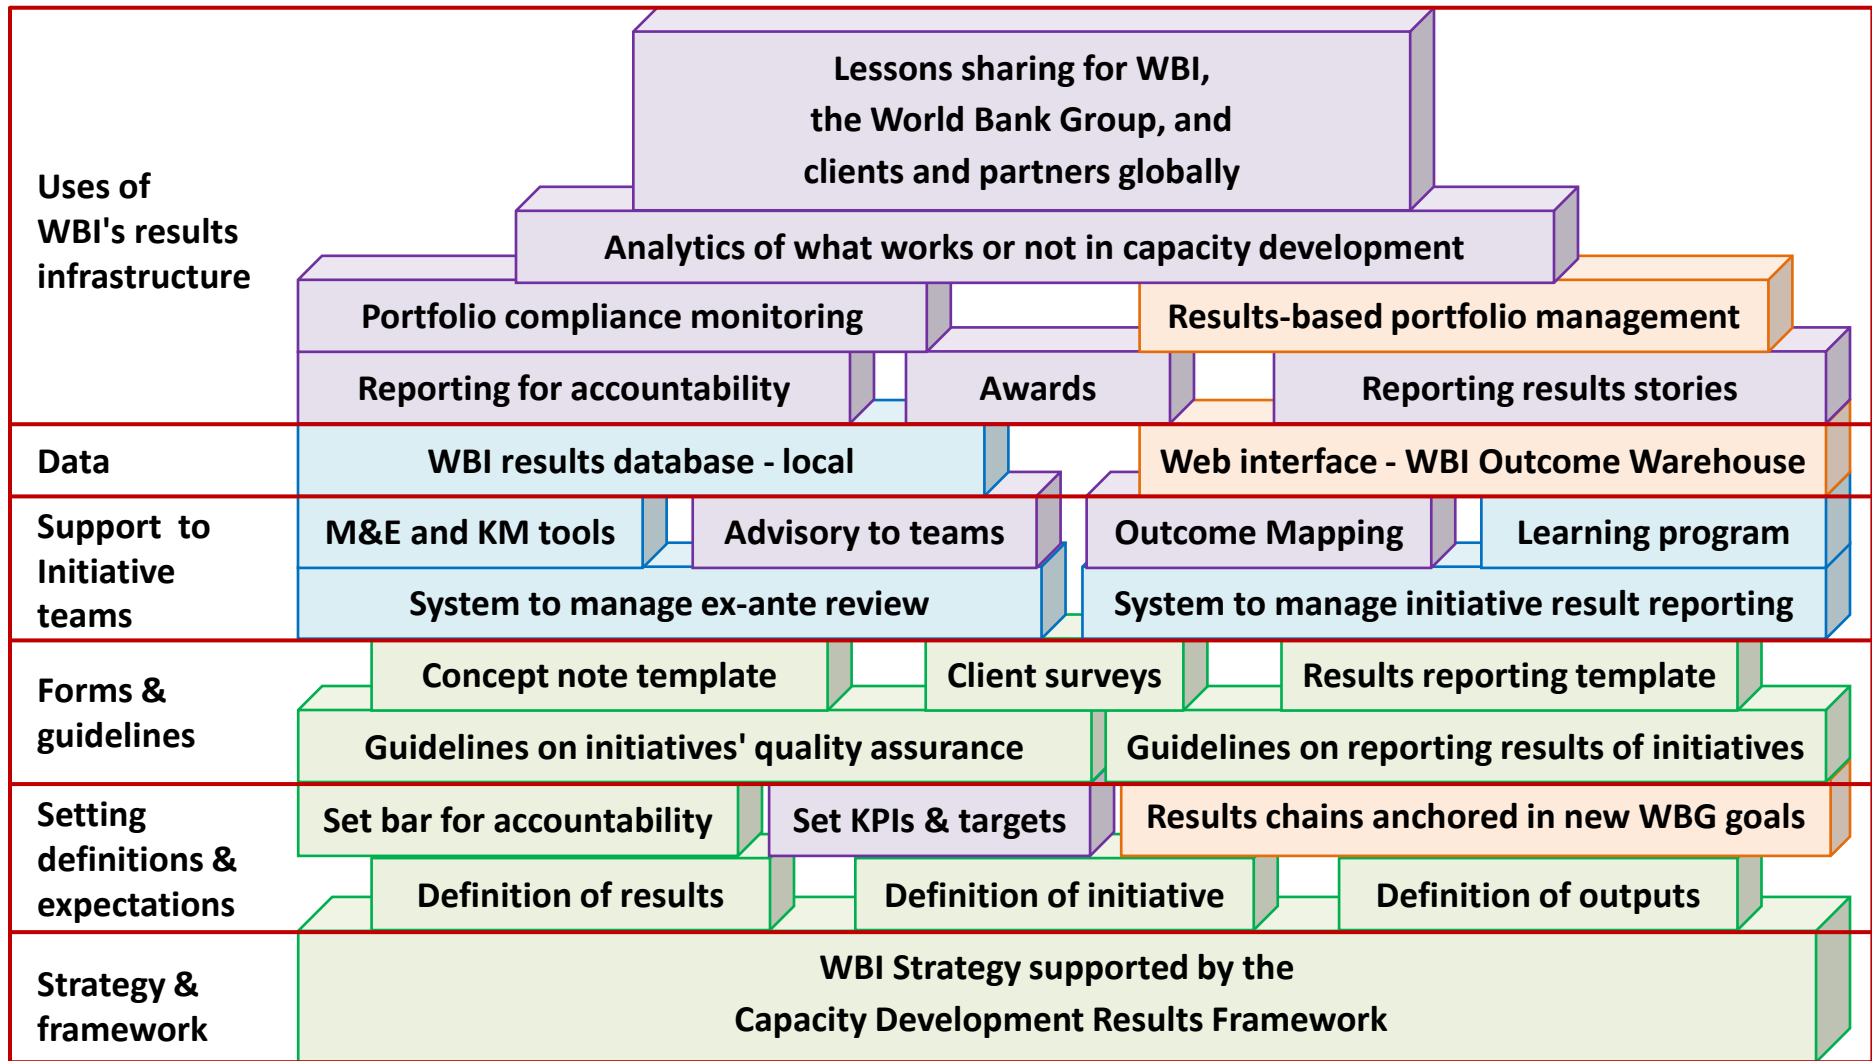 Uses of
WBI's results
infrastructure
Lessons sharing for WBI,
the World Bank Group, and
clients and partners globally
Analytics of what works or not in capacity development
Portfolio compliance monitoring
Results-based portfolio management
Reporting for accountability
Awards
Reporting results stories
Data
WBI results database - local
Web interface - WBI Outcome Warehouse
Support to
Initiative
teams
M&E and KM tools
Advisory to teams
Outcome Mapping
Learning program
System to manage ex-ante review
System to manage initiative result reporting
Forms &
guidelines
Concept note template
Client surveys
Results reporting template
Guidelines on initiatives' quality assurance
Guidelines on reporting results of initiatives
Setting
definitions &
expectations
Set bar for accountability
Set KPIs & targets
Results chains anchored in new WBG goals
Definition of results
Definition of initiative
Definition of outputs
Strategy &
framework
WBI Strategy supported by the
Capacity Development Results Framework